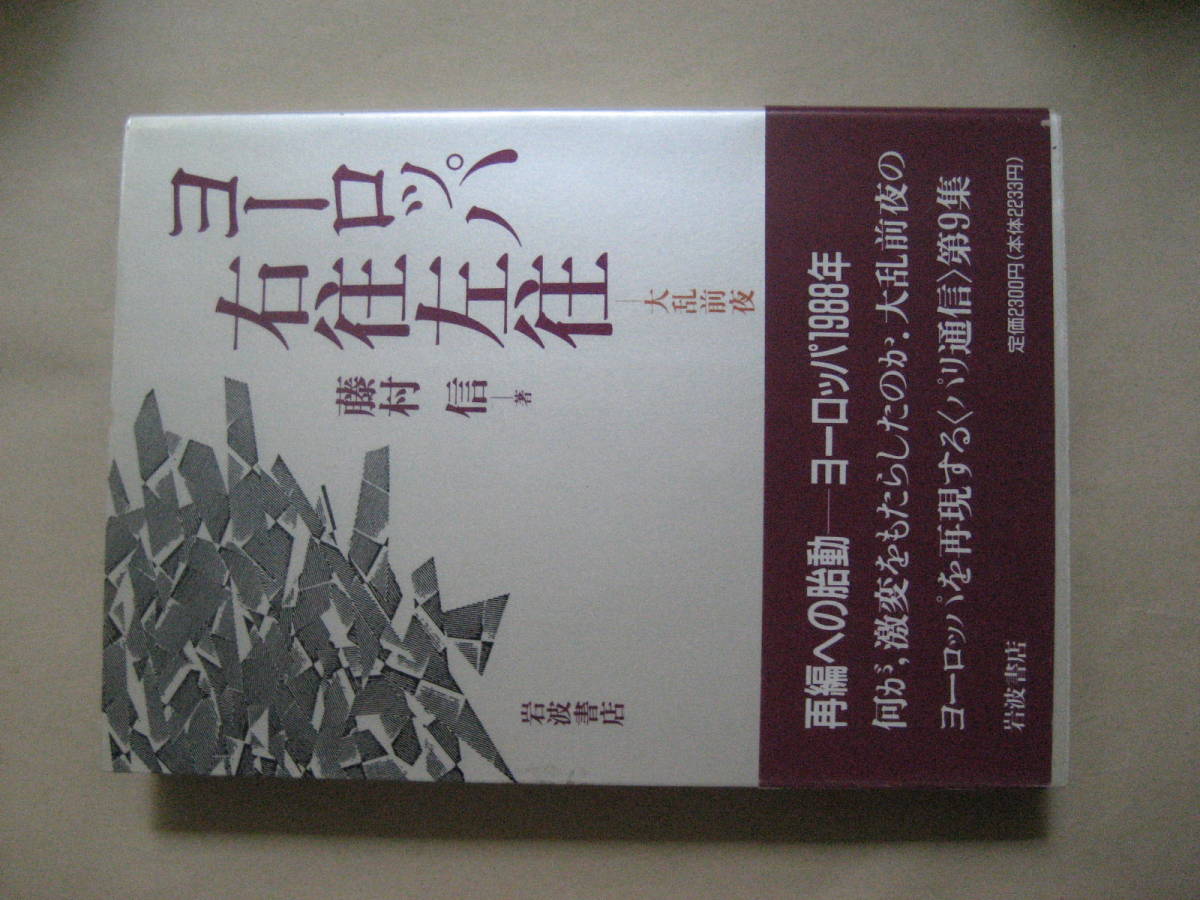 ヨーロッパ
右往左往
―大乱前夜
藤村 信―著
岩波書店
再編への胎動――ヨーロッパ1988年
何が,激変をもたらしたのか.大乱前夜の
ヨーロッパを再現する〈パリ通信〉第9集
岩波書店
定価2300円(本体2233円)